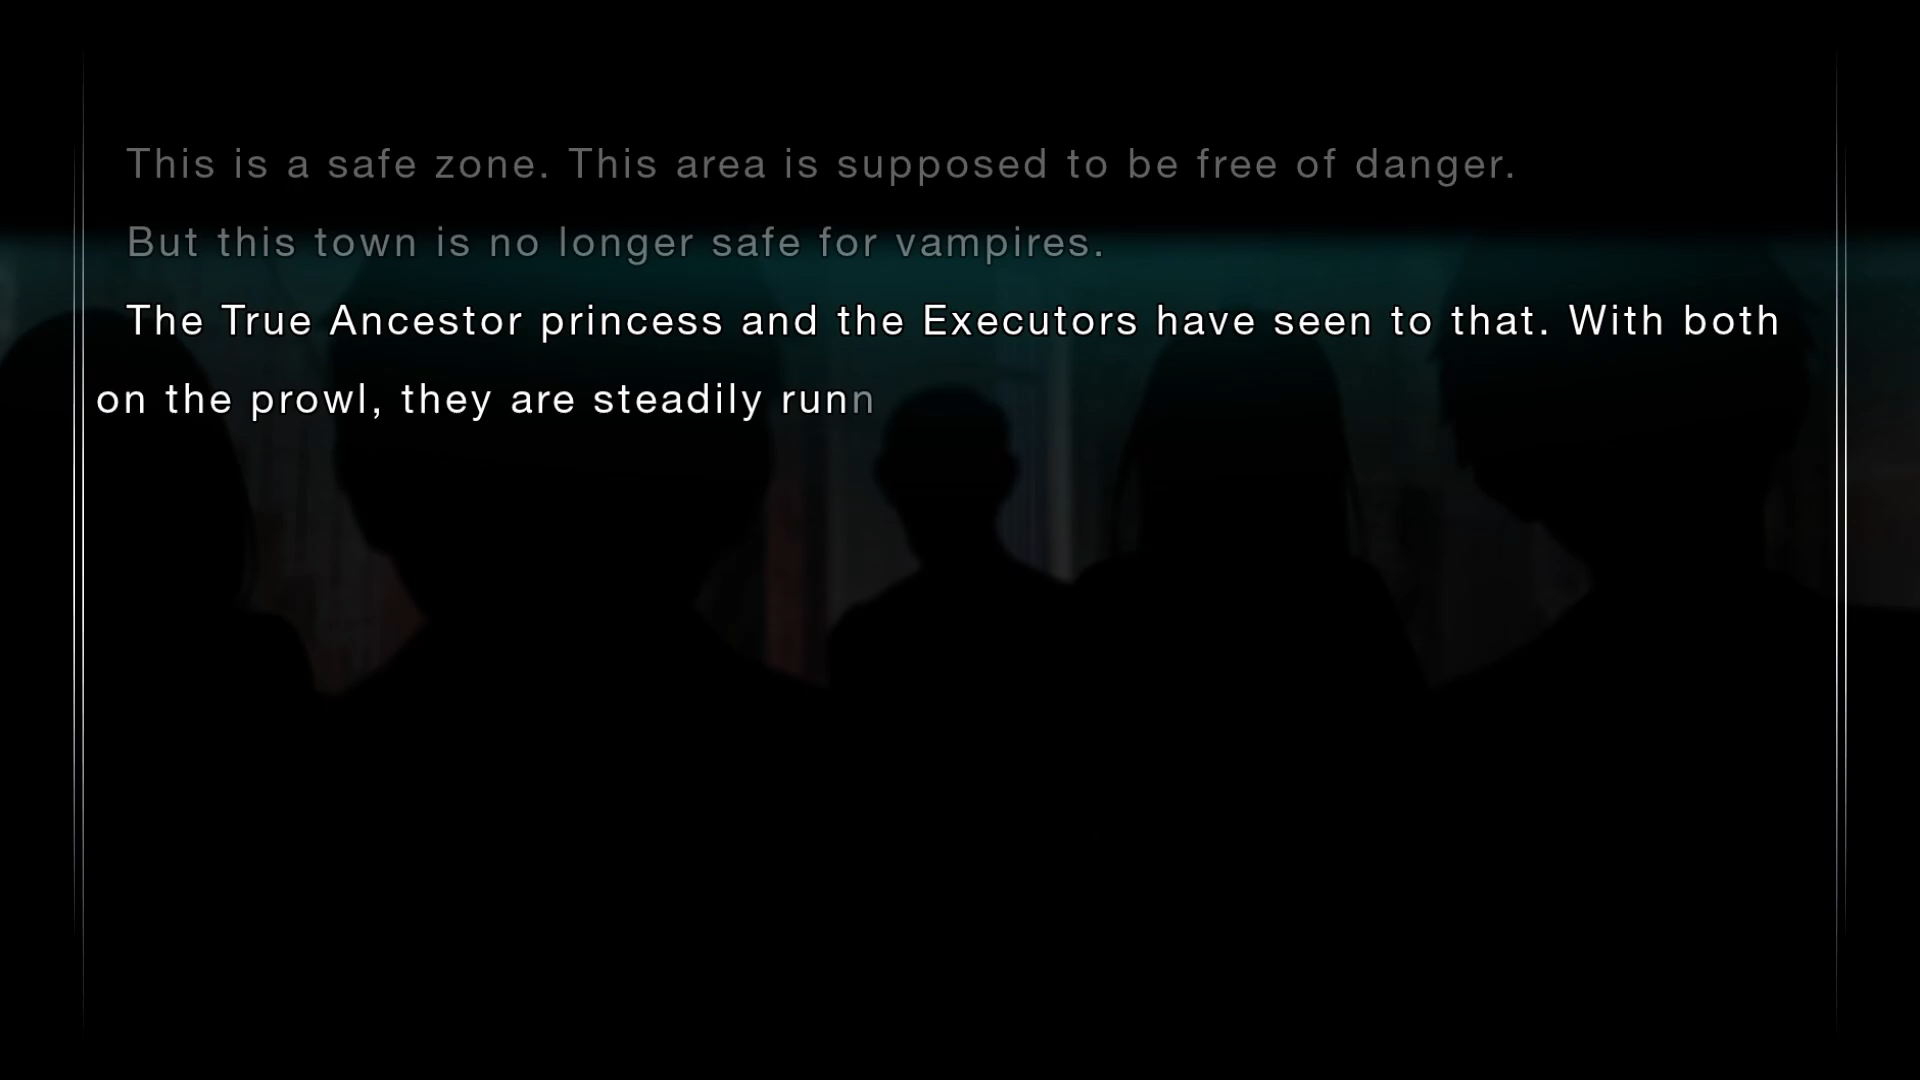 This is a safe zone. This area is supposed to be free of danger.
But this town is no longer safe for vampires.
The True Ancestor princess and the Executors have seen to that. With both
on the prowl, they are steadily runn